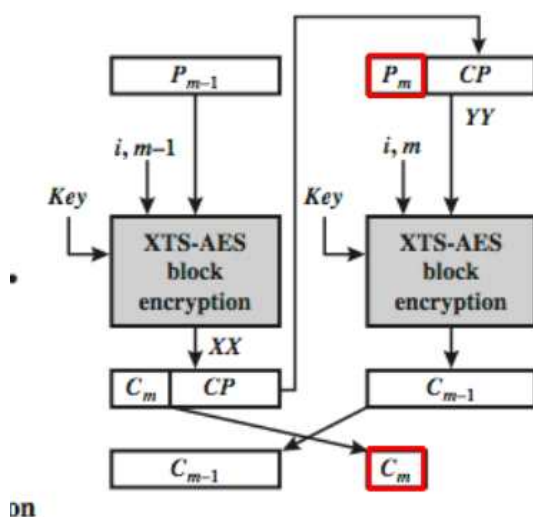 P_{m-1}
P_m CP
YY
i, m-1
i, m
Key
Key
XTS-AES
block
encryption
XTS-AES
block
encryption
XX
C_m CP
C_{m-1}
C_{m-1}
C_m
on